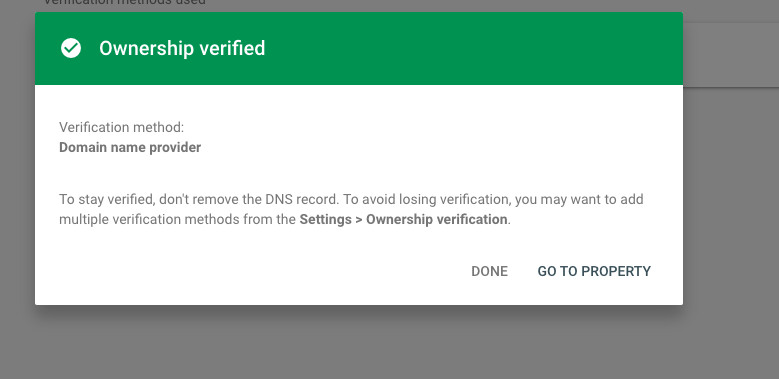 Verification methods used
Ownership verified
Verification method:
Domain name provider
To stay verified, don't remove the DNS record. To avoid losing verification, you may want to add
multiple verification methods from the Settings > Ownership verification.
DONE GO TO PROPERTY